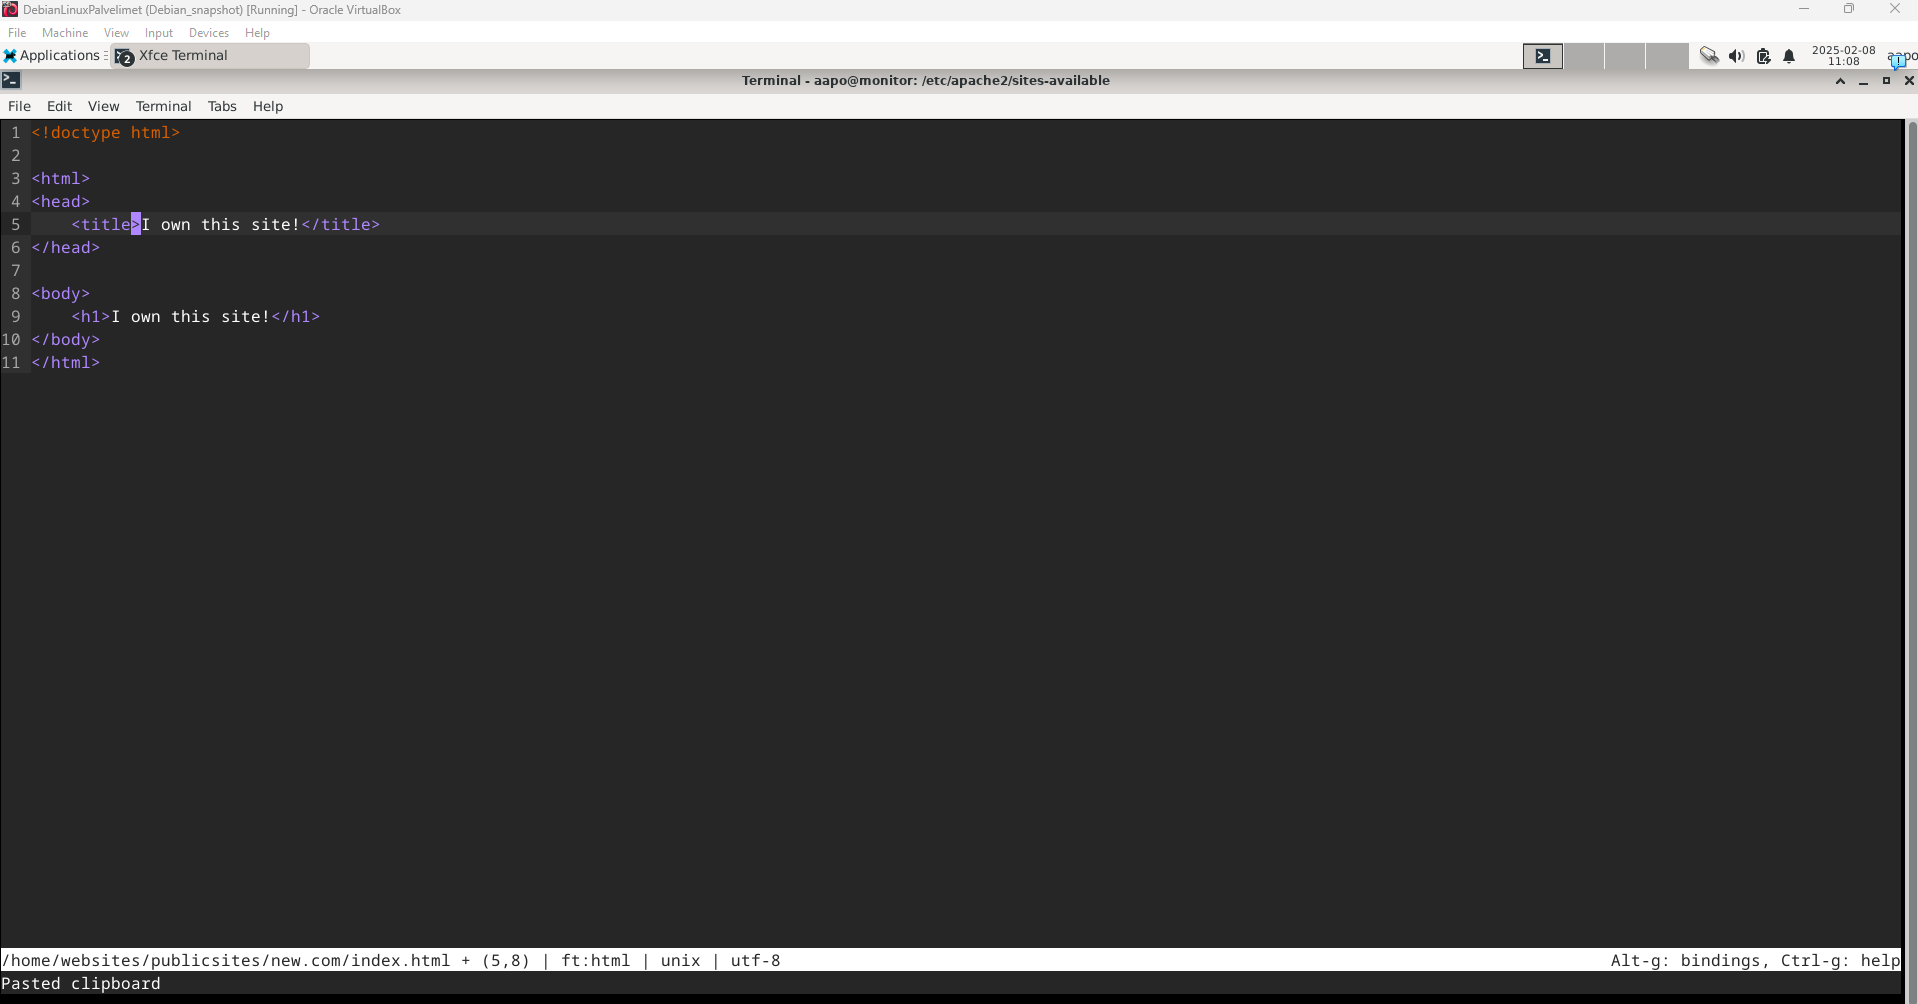 DebianLinuxPalvelimet (Debian_snapshot) [Running] - Oracle VirtualBox
File Machine View Input Devices Help
Applications 2 Xfce Terminal 2025-02-08
11:08
Terminal - aapo@monitor: /etc/apache2/sites-available
File Edit View Terminal Tabs Help
1 <!doctype html>
2
3 <html>
4 <head>
5     <title>I own this site!</title>
6 </head>
7
8 <body>
9     <h1>I own this site!</h1>
10 </body>
11 </html>
/home/websites/publicsites/new.com/index.html + (5,8) | ft:html | unix | utf-8 Alt-g: bindings, Ctrl-g: help
Pasted clipboard